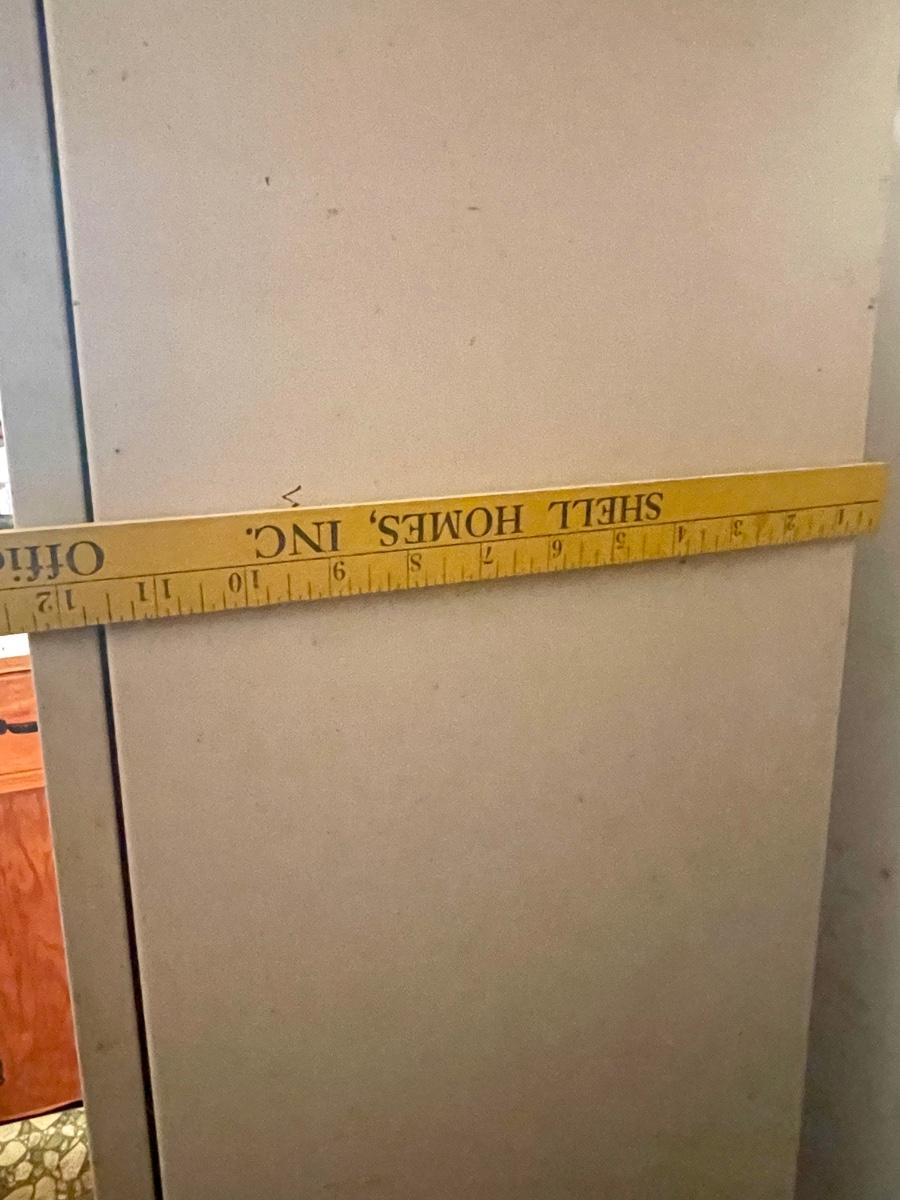 SHELL HOMES, INC. Offi
1 2 3 4 5 6 7 8 9 10 11 12